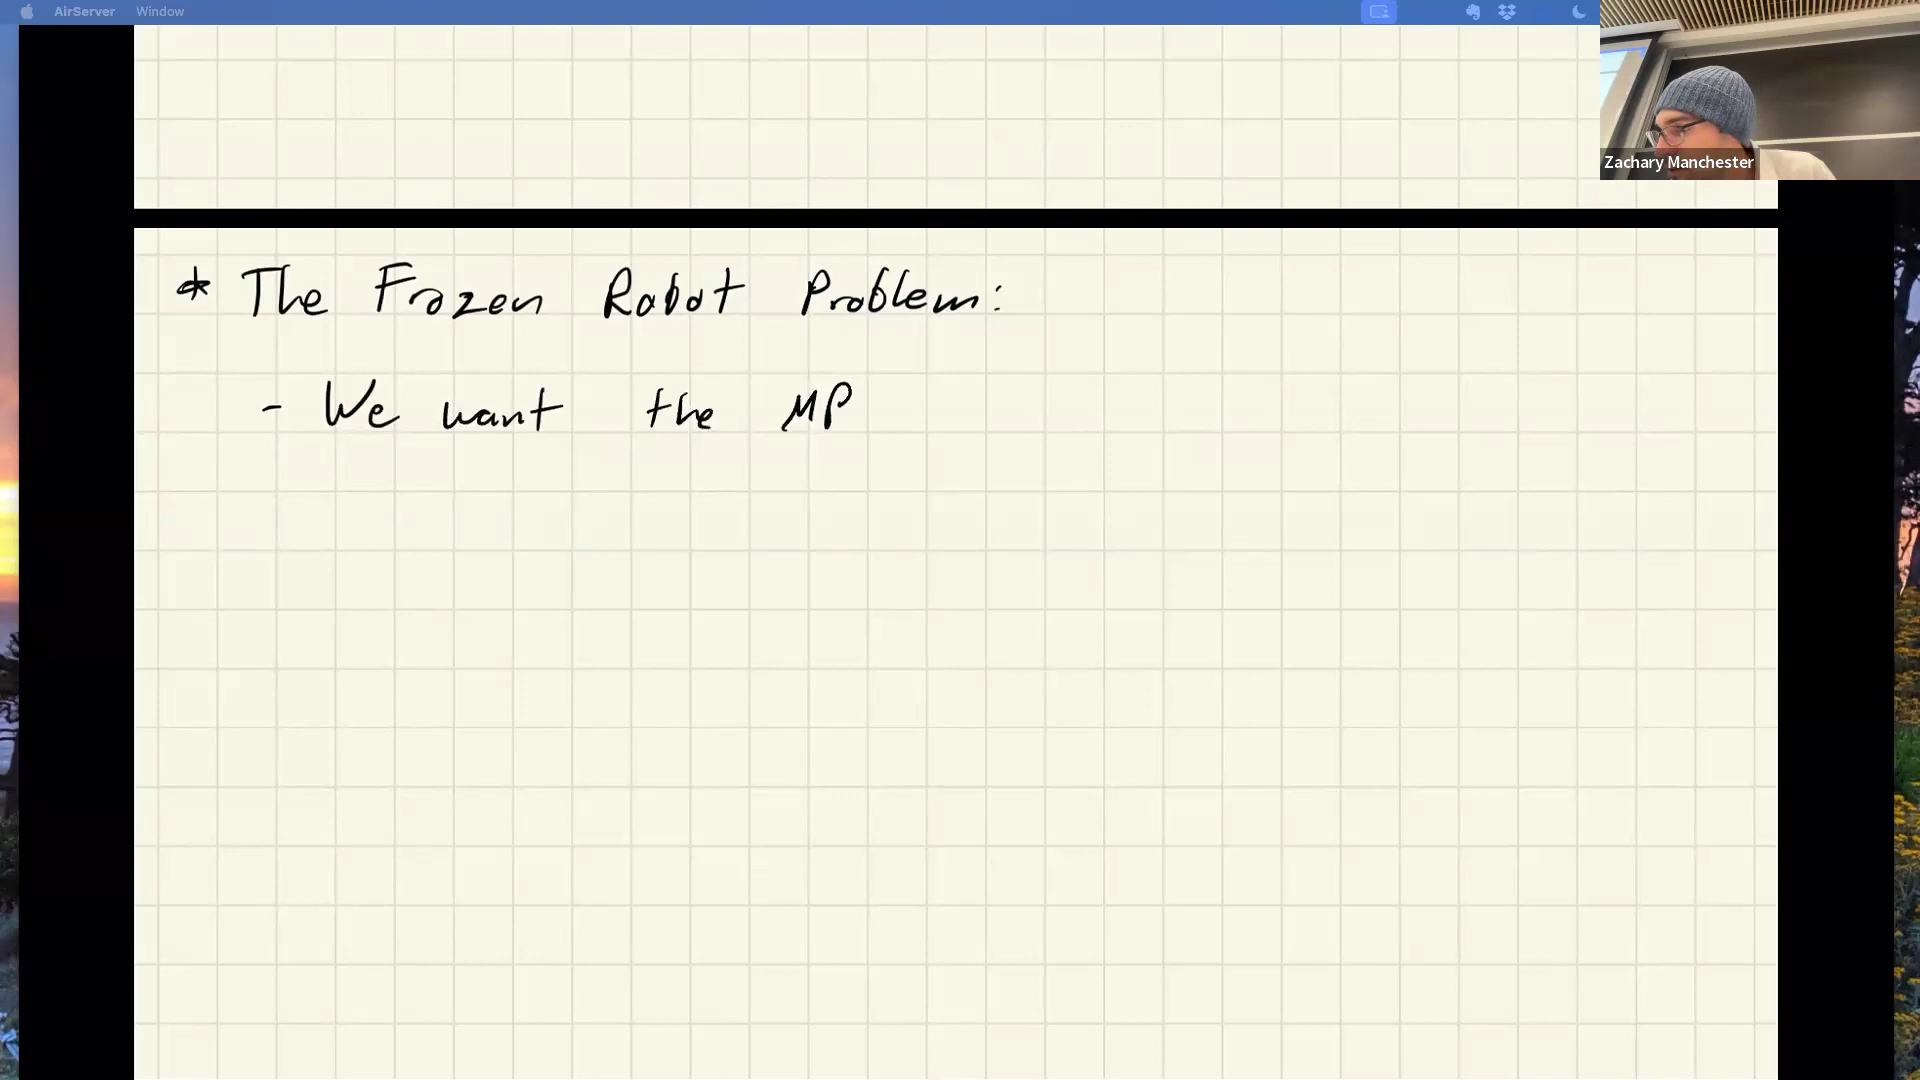 AirServer Window
Zachary Manchester
* The Frozen Robot Problem:
- We want the MP